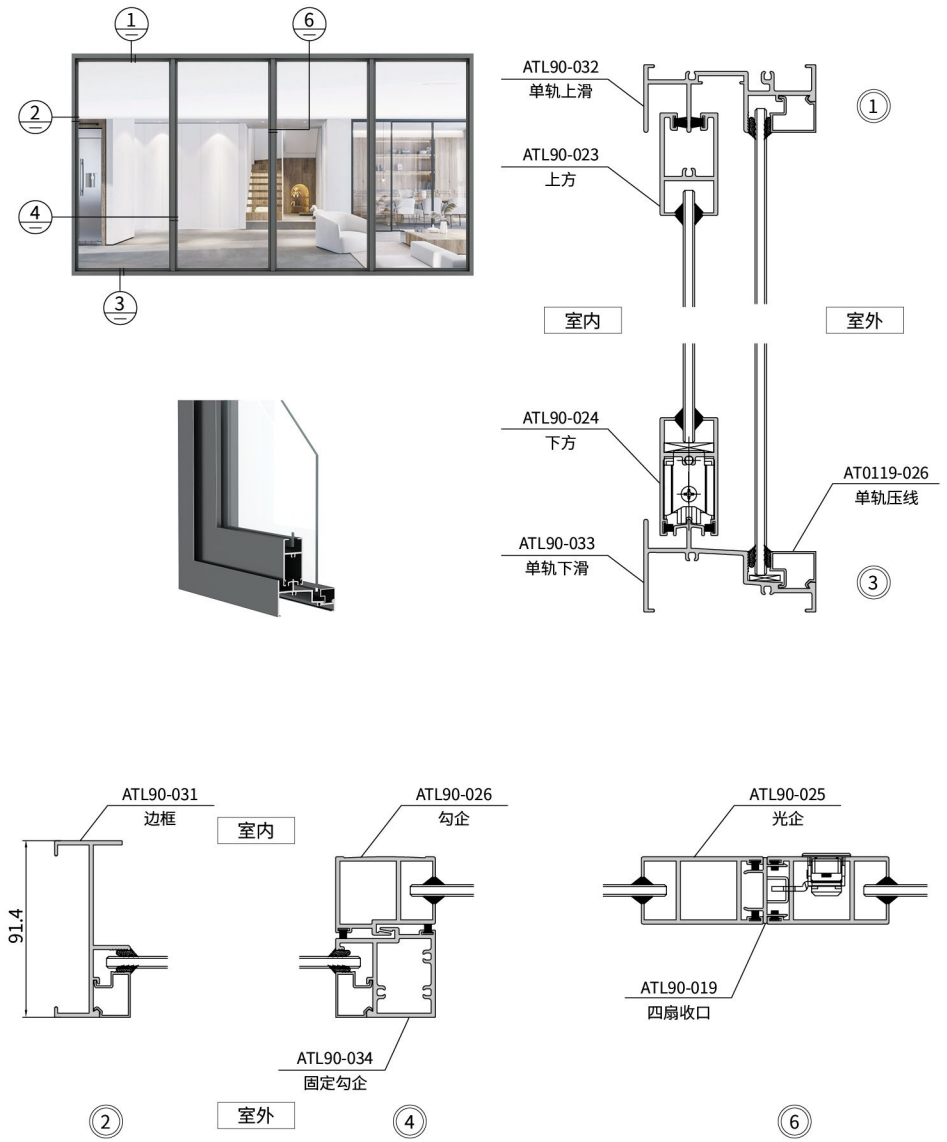 1
6
2
4
3
ATL90-032
单轨上滑
1
ATL90-023
上方
室内
室外
ATL90-024
下方
AT0119-026
单轨压线
ATL90-033
单轨下滑
3
ATL90-031
边框
室内
ATL90-026
勾企
ATL90-025
光企
91.4
ATL90-019
四扇收口
ATL90-034
固定勾企
2
室外
4
6